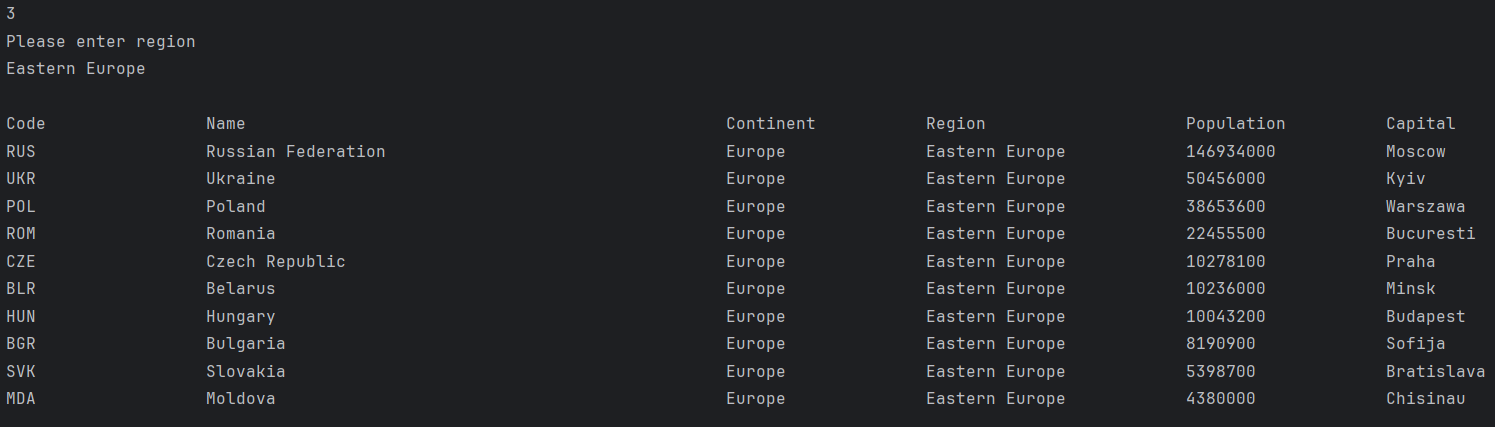 3
Please enter region
Eastern Europe
Code Name Continent Region Population Capital
RUS Russian Federation Europe Eastern Europe 146934000 Moscow
UKR Ukraine Europe Eastern Europe 50456000 Kyiv
POL Poland Europe Eastern Europe 38653600 Warszawa
ROM Romania Europe Eastern Europe 22455500 Bucuresti
CZE Czech Republic Europe Eastern Europe 10278100 Praha
BLR Belarus Europe Eastern Europe 10236000 Minsk
HUN Hungary Europe Eastern Europe 10043200 Budapest
BGR Bulgaria Europe Eastern Europe 8190900 Sofija
SVK Slovakia Europe Eastern Europe 5398700 Bratislava
MDA Moldova Europe Eastern Europe 4380000 Chisinau